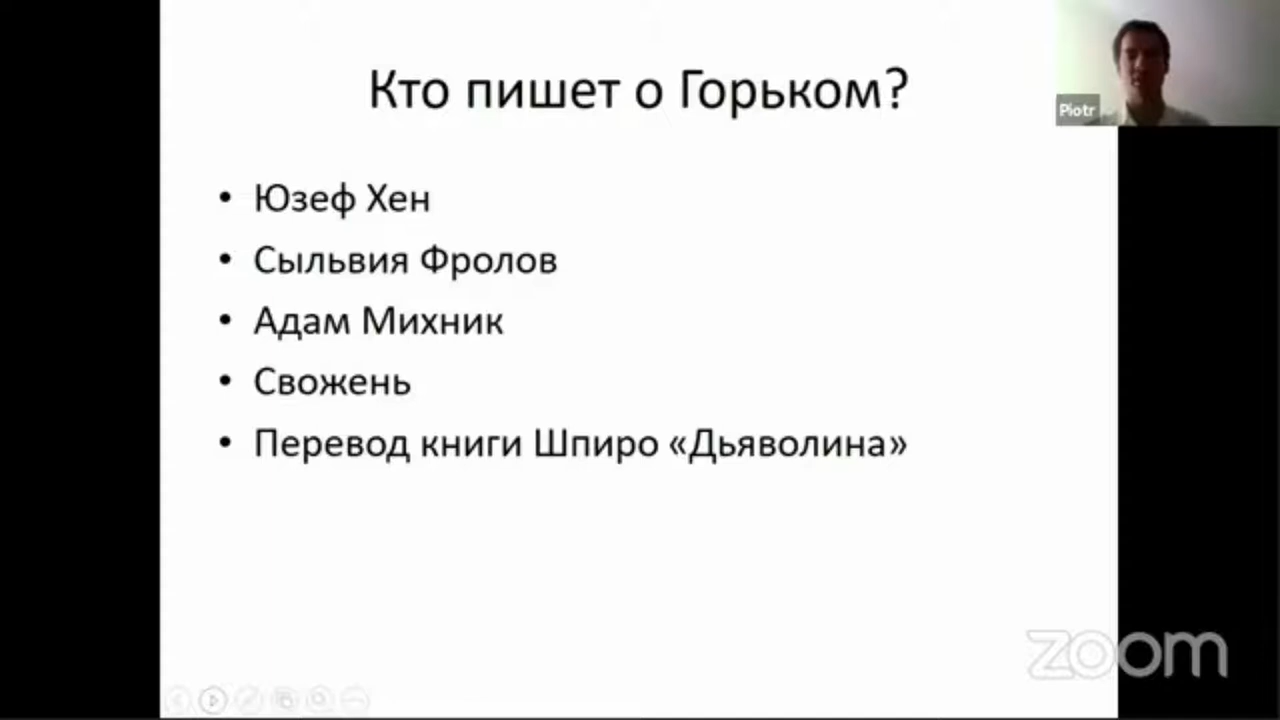 Кто пишет о Горьком?
Piotr
• Юзеф Хен
• Сыльвия Фролов
• Адам Михник
• Свожень
• Перевод книги Шпиро «Дьяволина»
zoom